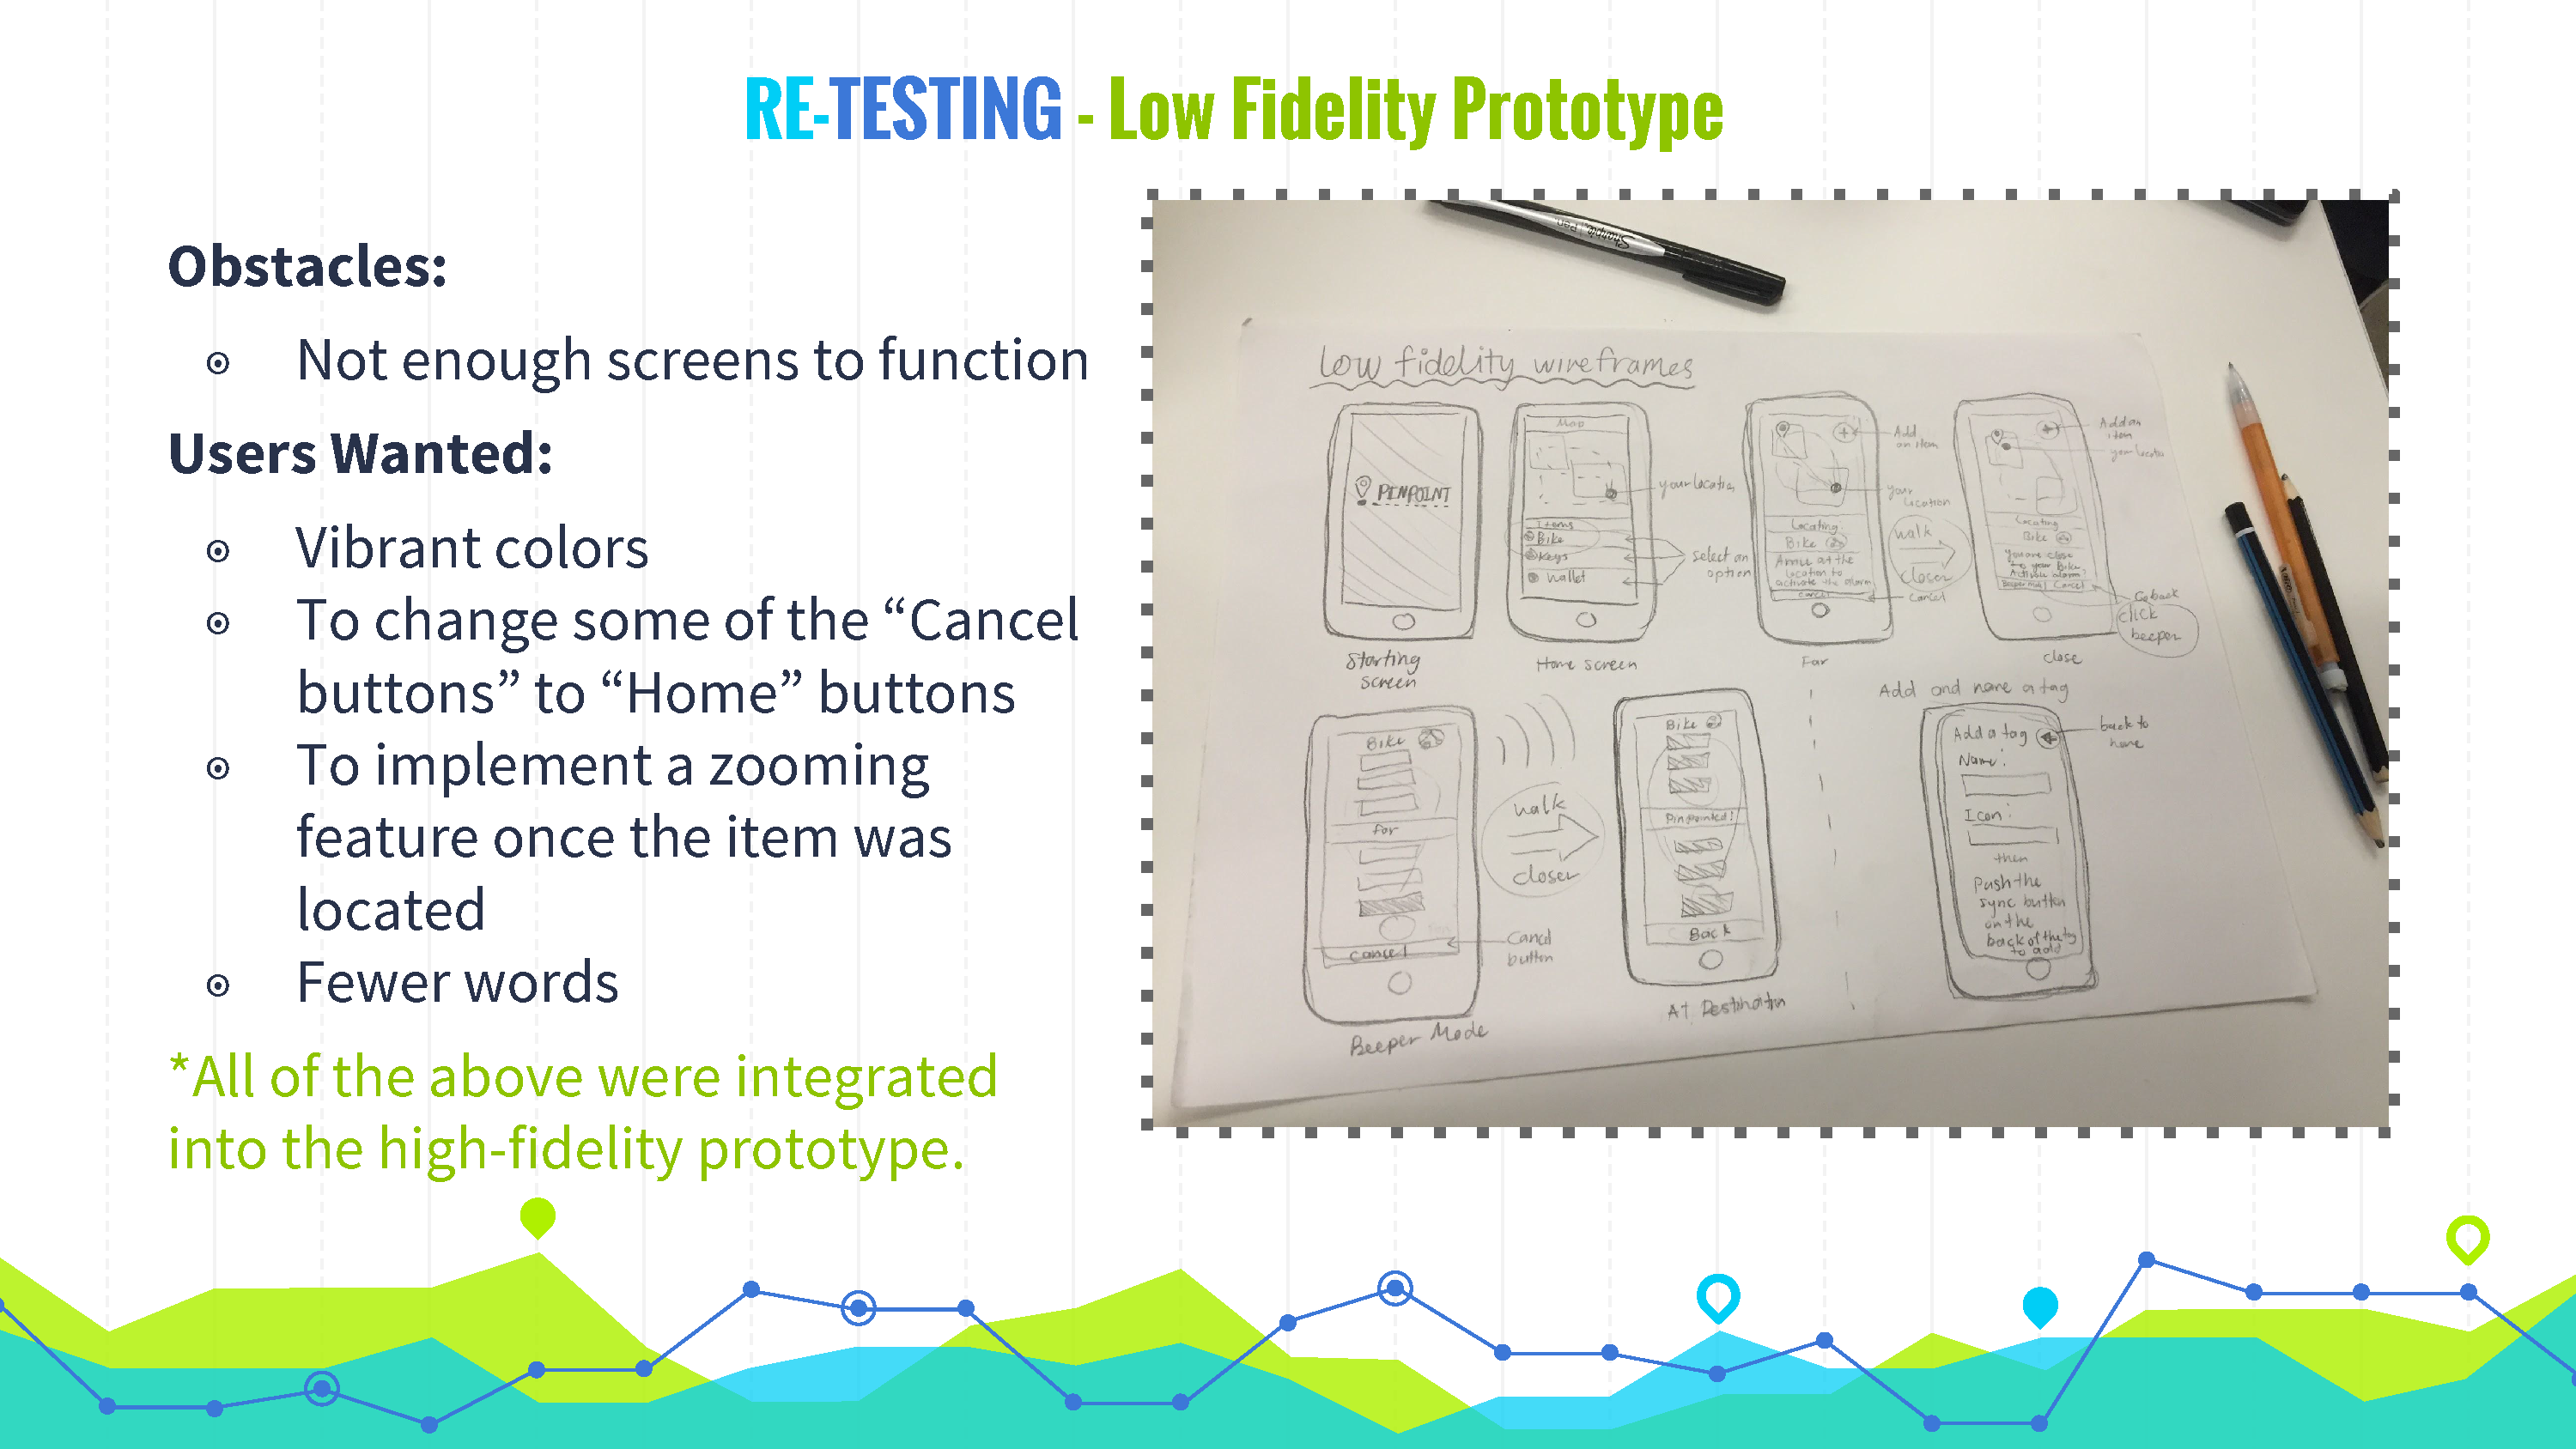 RE-TESTING - Low Fidelity Prototype
Obstacles:
Not enough screens to function
Users Wanted:
Vibrant colors
To change some of the “Cancel
buttons” to “Home” buttons
To implement a zooming
feature once the item was
located
Fewer words
*All of the above were integrated
into the high-fidelity prototype.
Sharpie Pen
low fidelity wireframes
PINPOINT
Starting
screen
Map
Items
Bike
Keys
Wallet
your location
select an
option
Home screen
Add
an item
your
location
Locating:
Bike
Arrive at the
location to
activate the alarm
cancel
Cancel
Far
walk
closer
Add an
item
your location
Locating
Bike
You are close
to your Bike
Activate alarm?
Cancel
Go back
click
beeper
close
Bike
far
cancel
Cancel
button
Beeper Mode
walk
closer
Bike
Pinpointed!
Back
At Destination
Add and name a tag
Add a tag
back to
home
Name:
Icon:
then
Push the
sync button
on the
back of the tag
to add